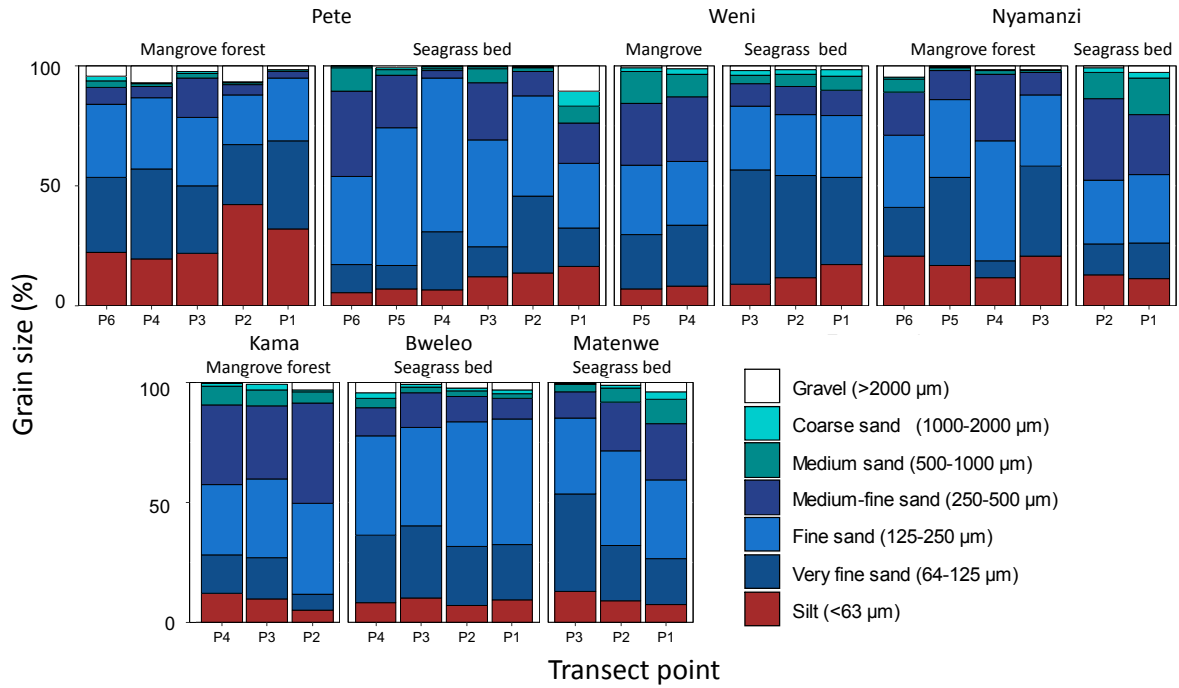 Pete Weni Nyamanzi
Mangrove forest Seagrass bed Mangrove Seagrass bed Mangrove forest Seagrass bed
100
50
0
P6 P4 P3 P2 P1 P6 P5 P4 P3 P2 P1 P5 P4 P3 P2 P1 P6 P5 P4 P3 P2 P1
Grain size (%)
Kama Bweleo Matenwe
Mangrove forest Seagrass bed Seagrass bed
100
50
0
P4 P3 P2 P4 P3 P2 P1 P3 P2 P1
Transect point
Gravel (>2000 µm)
Coarse sand (1000-2000 µm)
Medium sand (500-1000 µm)
Medium-fine sand (250-500 µm)
Fine sand (125-250 µm)
Very fine sand (64-125 µm)
Silt (<63 µm)